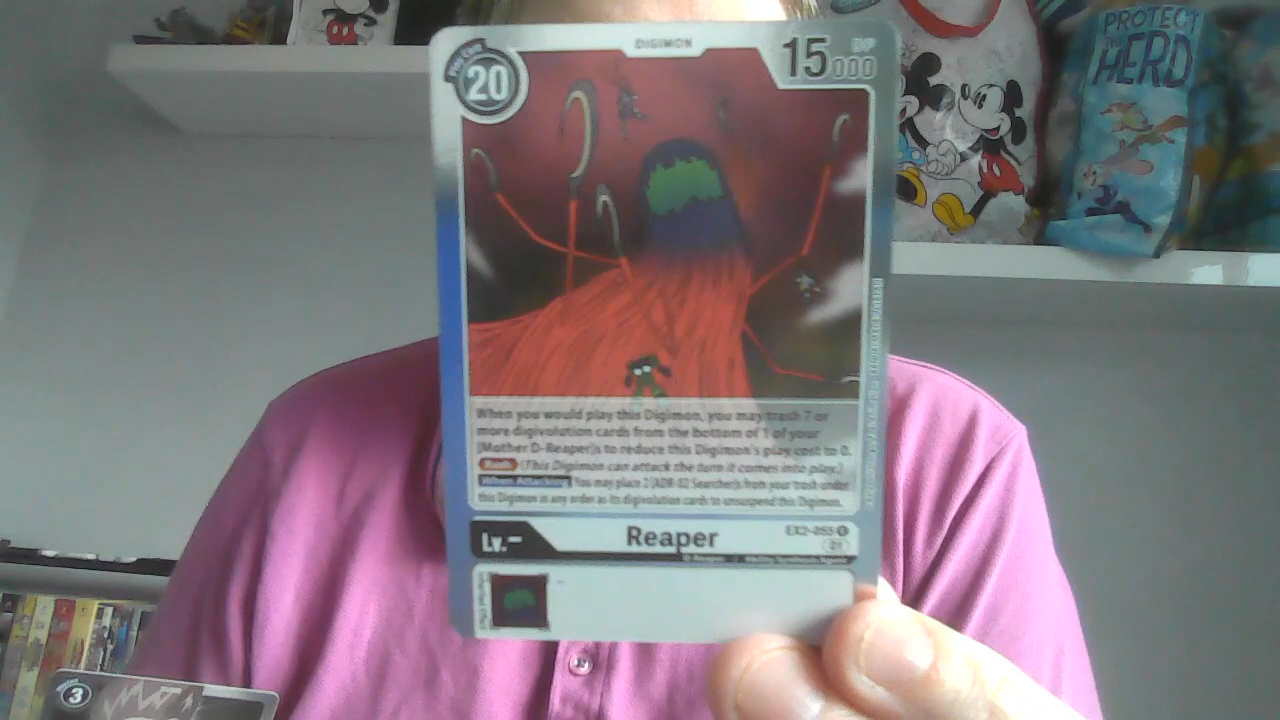 PROTECT
HERD
DIGIMON
20
15000
DP
When you would play this Digimon, you may trash 7 or
more digivolution cards from the bottom of 1 of your
[Mother D-Reaper]s to reduce this Digimon's play cost to 0.
Rush (This Digimon can attack the turn it comes into play.)
When Attacking You may place 2 [ADR-02 Searcher]s from your trash under
this Digimon in any order as its digivolution cards to unsuspend this Digimon.
Lv.-
Reaper
EX2-055
01
3